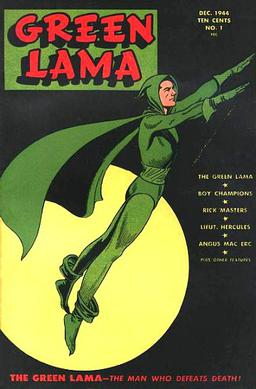 GREEN
LAMA
DEC. 1944
TEN CENTS
NO. 1
THE GREEN LAMA
BOY CHAMPIONS
RICK MASTERS
LIEUT. HERCULES
ANGUS MAC ERC
PLUS OTHER FEATURES
THE GREEN LAMA—THE MAN WHO DEFEATS DEATH!